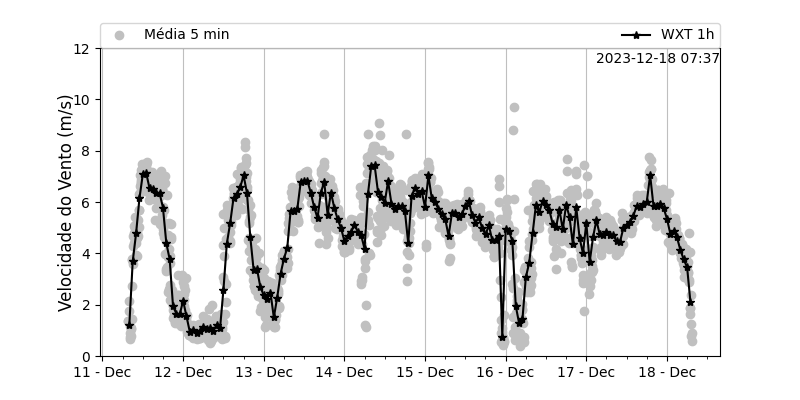 Média 5 min
WXT 1h
2023-12-18 07:37
Velocidade do Vento (m/s)
12
10
8
6
4
2
0
11 - Dec
12 - Dec
13 - Dec
14 - Dec
15 - Dec
16 - Dec
17 - Dec
18 - Dec